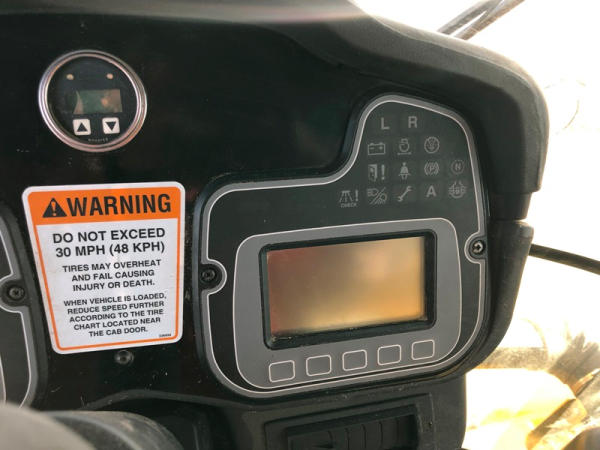 WARNING
DO NOT EXCEED
30 MPH (48 KPH)
TIRES MAY OVERHEAT
AND FAIL CAUSING
INJURY OR DEATH.
WHEN VEHICLE IS LOADED,
REDUCE SPEED FURTHER
ACCORDING TO THE TIRE
CHART LOCATED NEAR
THE CAB DOOR.
L R
P N
CHECK A